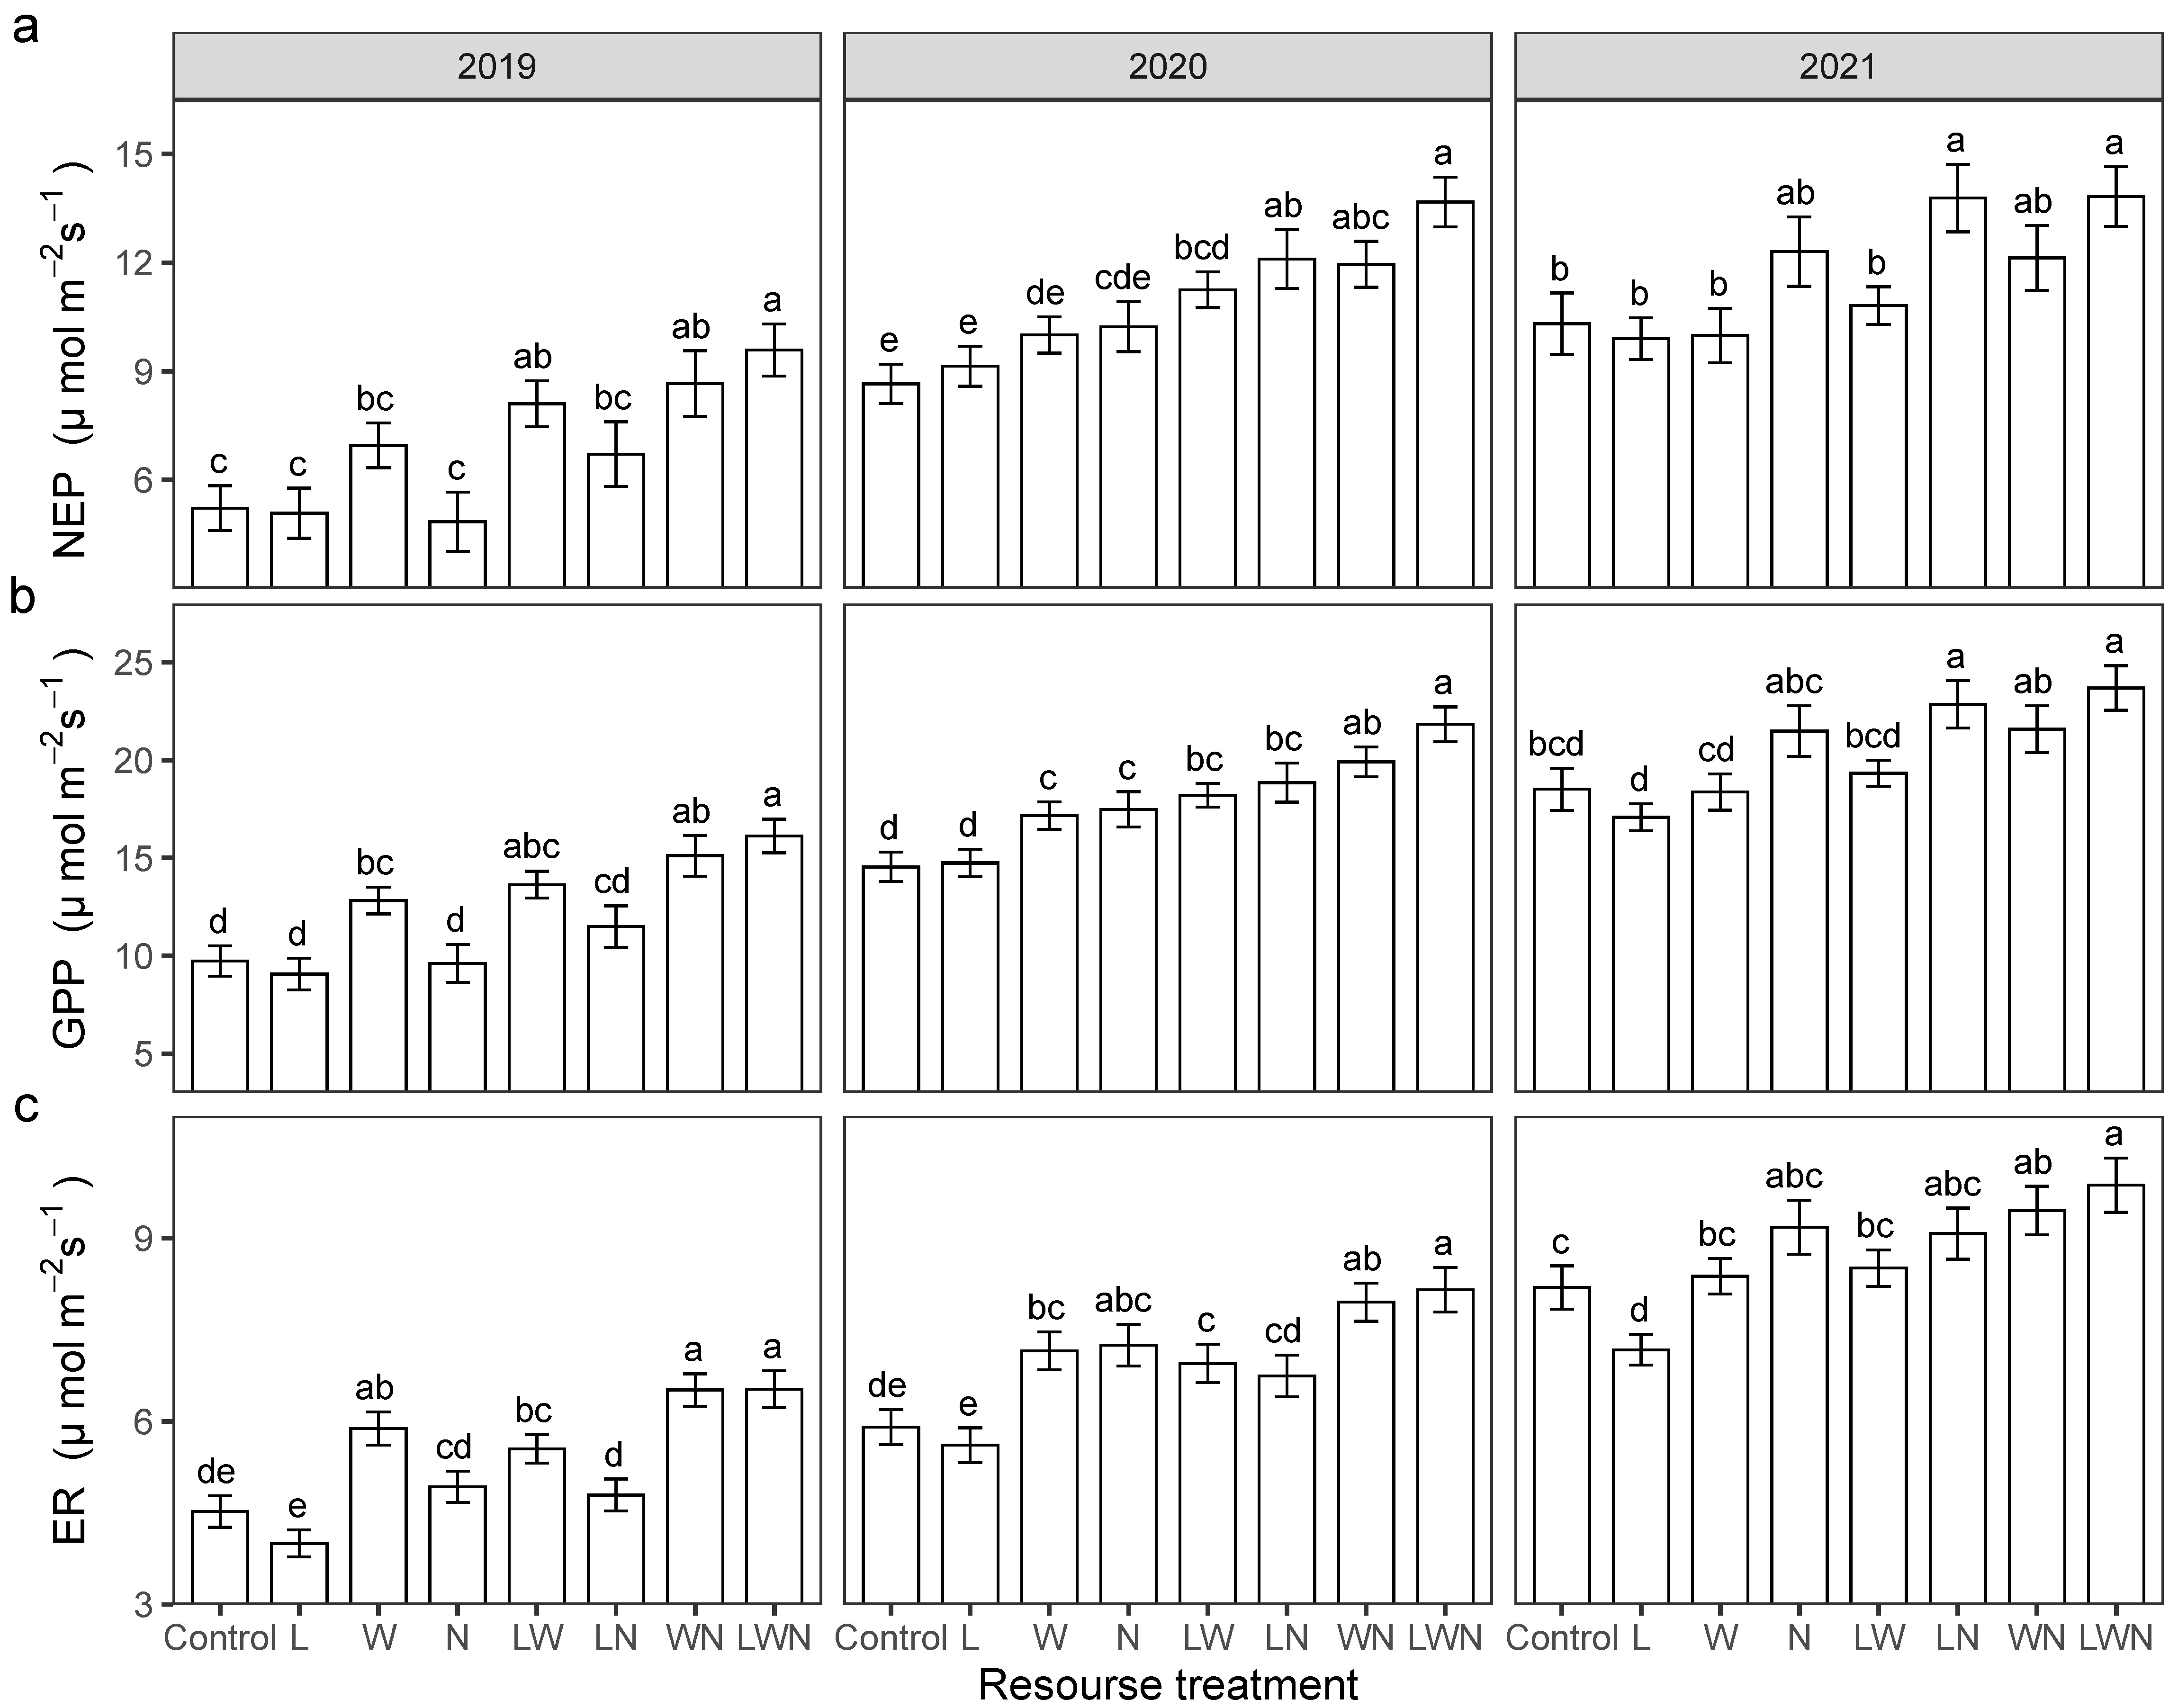 a
2019 2020 2021
NEP (μ mol m⁻²s⁻¹)
15
12
9
6
c c bc c ab bc ab a
e e de cde bcd ab abc a
b b b ab b a ab a
b
GPP (μ mol m⁻²s⁻¹)
25
20
15
10
5
d d bc d abc cd ab a
d d c c bc bc ab a
bcd d cd abc bcd a ab a
c
ER (μ mol m⁻²s⁻¹)
9
6
3
de e ab cd bc d a a
de e bc abc c cd ab a
c d bc abc bc abc ab a
Control L W N LW LN WN LWN Control L W N LW LN WN LWN Control L W N LW LN WN LWN
Resourse treatment